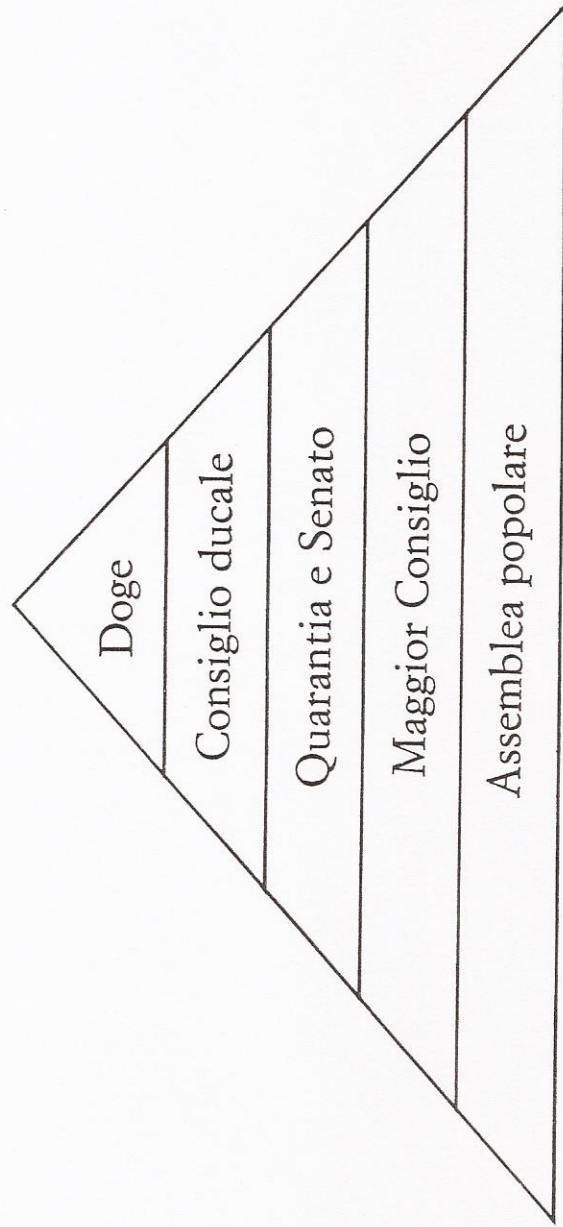 Doge
Consiglio ducale
Quarantia e Senato
Maggior Consiglio
Assemblea popolare